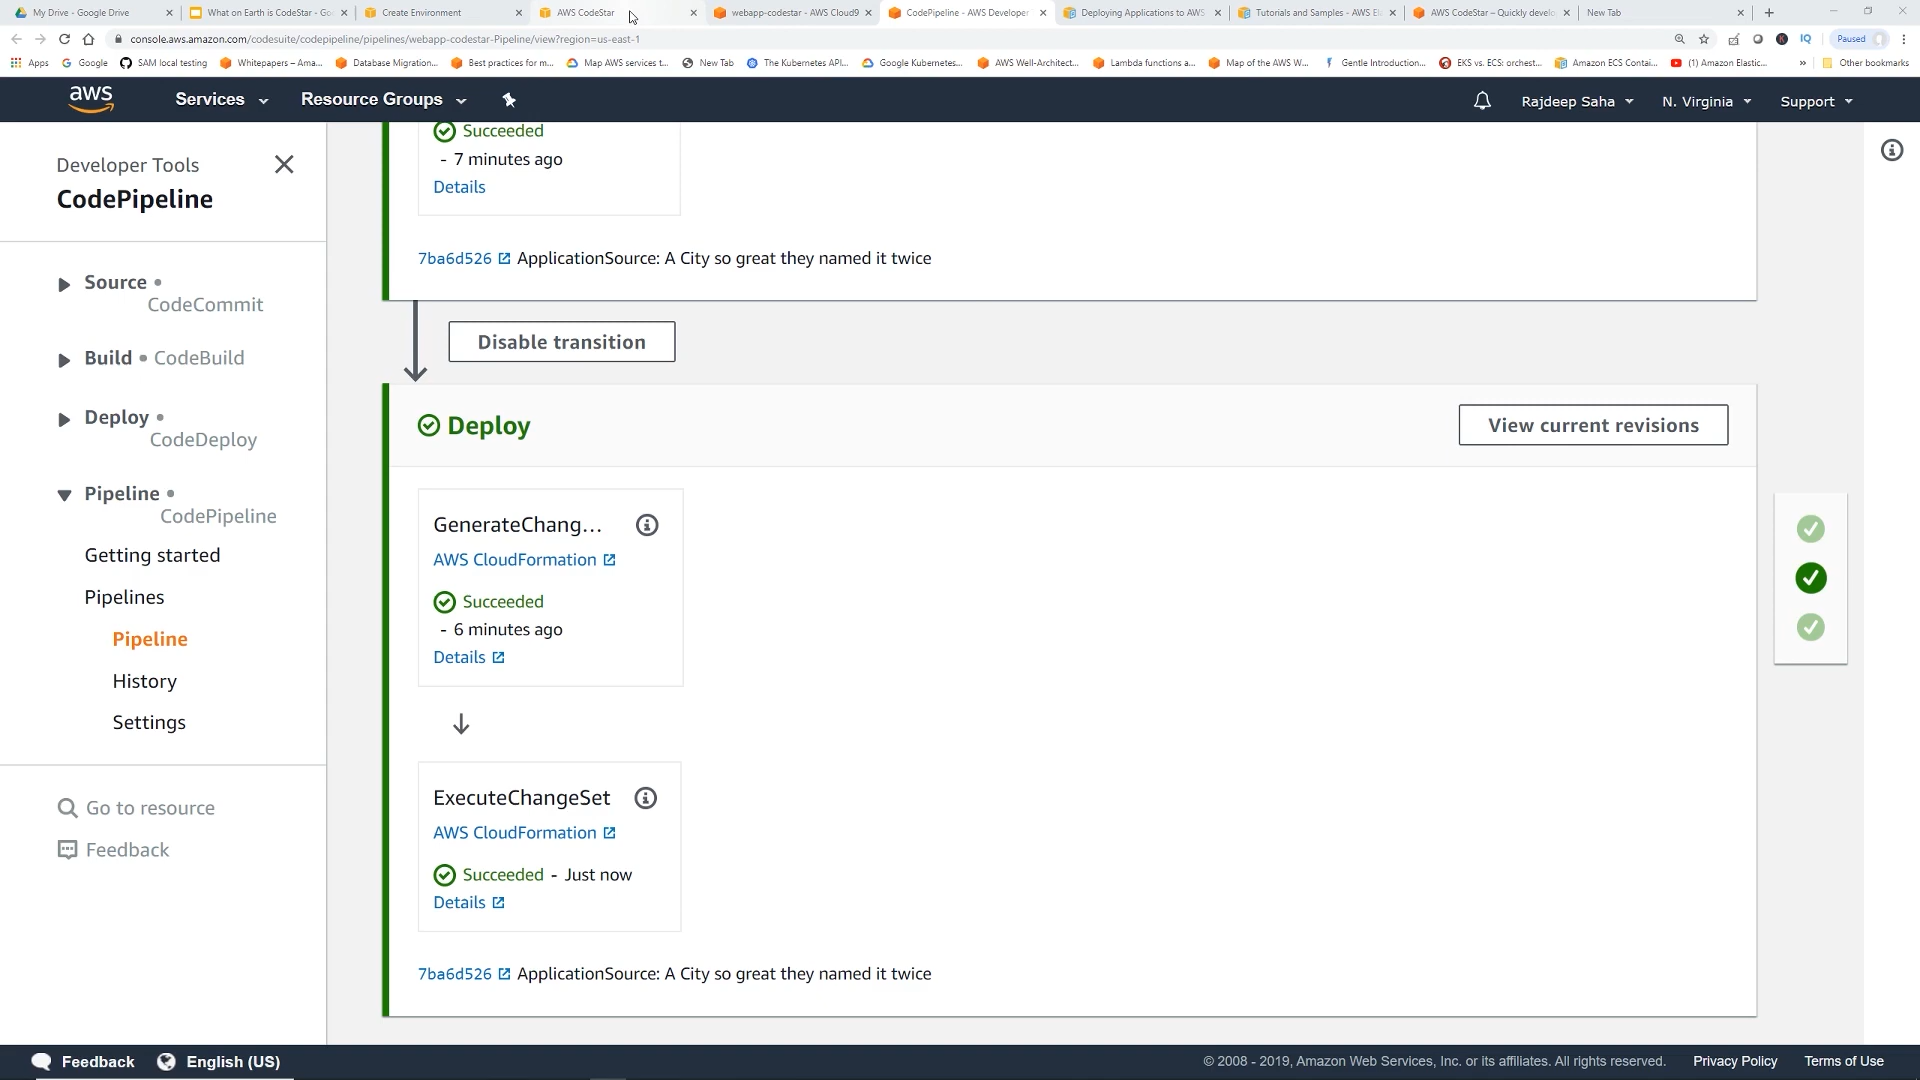 My Drive - Google Drive
What on Earth is CodeStar - Go
Create Environment
AWS CodeStar
webapp-codestar - AWS Cloud9
CodePipeline - AWS Developer
Deploying Applications to AWS
Tutorials and Samples - AWS El
AWS CodeStar – Quickly develo
New Tab
console.aws.amazon.com/codesuite/codepipeline/pipelines/webapp-codestar-Pipeline/view?region=us-east-1
IQ
Paused
Apps
Google
SAM local testing
Whitepapers – Ama...
Database Migration...
Best practices for m...
Map AWS services t...
New Tab
The Kubernetes API...
Google Kubernetes...
AWS Well-Architect...
Lambda functions a...
Map of the AWS W...
Gentle Introduction...
EKS vs. ECS: orchest...
Amazon ECS Contai...
(1) Amazon Elastic...
»
Other bookmarks
aws
Services
Resource Groups
Rajdeep Saha
N. Virginia
Support
Developer Tools
CodePipeline
Source •
CodeCommit
Build • CodeBuild
Deploy •
CodeDeploy
Pipeline •
CodePipeline
Getting started
Pipelines
Pipeline
History
Settings
Go to resource
Feedback
Succeeded
- 7 minutes ago
Details
7ba6d526 ApplicationSource: A City so great they named it twice
Disable transition
Deploy
View current revisions
GenerateChang...
AWS CloudFormation
Succeeded
- 6 minutes ago
Details
ExecuteChangeSet
AWS CloudFormation
Succeeded - Just now
Details
7ba6d526 ApplicationSource: A City so great they named it twice
Feedback
English (US)
© 2008 - 2019, Amazon Web Services, Inc. or its affiliates. All rights reserved.
Privacy Policy
Terms of Use